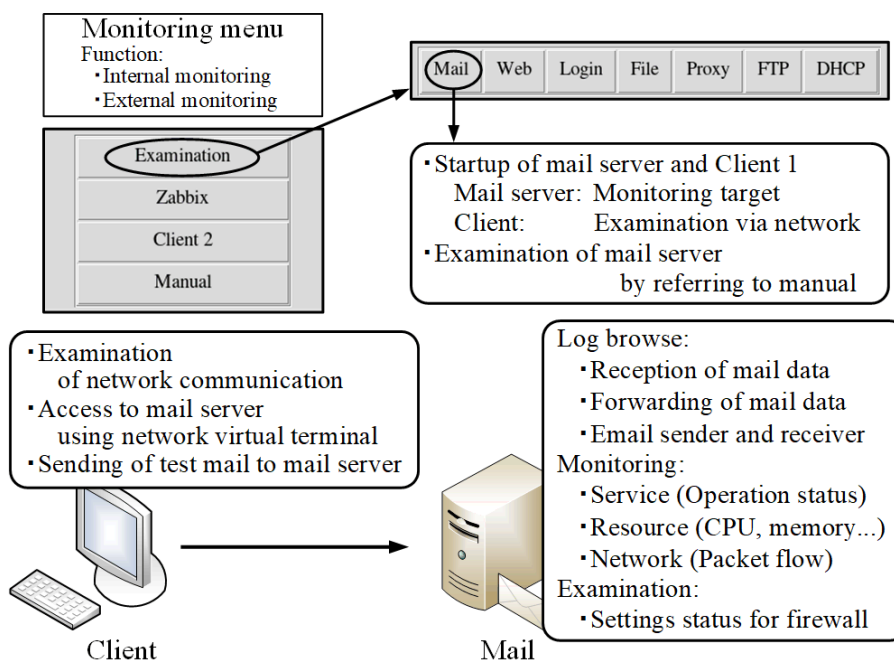 Monitoring menu
Function:
・Internal monitoring
・External monitoring
Mail Web Login File Proxy FTP DHCP
Examination
Zabbix
Client 2
Manual
・Startup of mail server and Client 1
Mail server: Monitoring target
Client: Examination via network
・Examination of mail server
by referring to manual
・Examination
of network communication
・Access to mail server
using network virtual terminal
・Sending of test mail to mail server
Log browse:
・Reception of mail data
・Forwarding of mail data
・Email sender and receiver
Monitoring:
・Service (Operation status)
・Resource (CPU, memory...)
・Network (Packet flow)
Examination:
・Settings status for firewall
Client
Mail